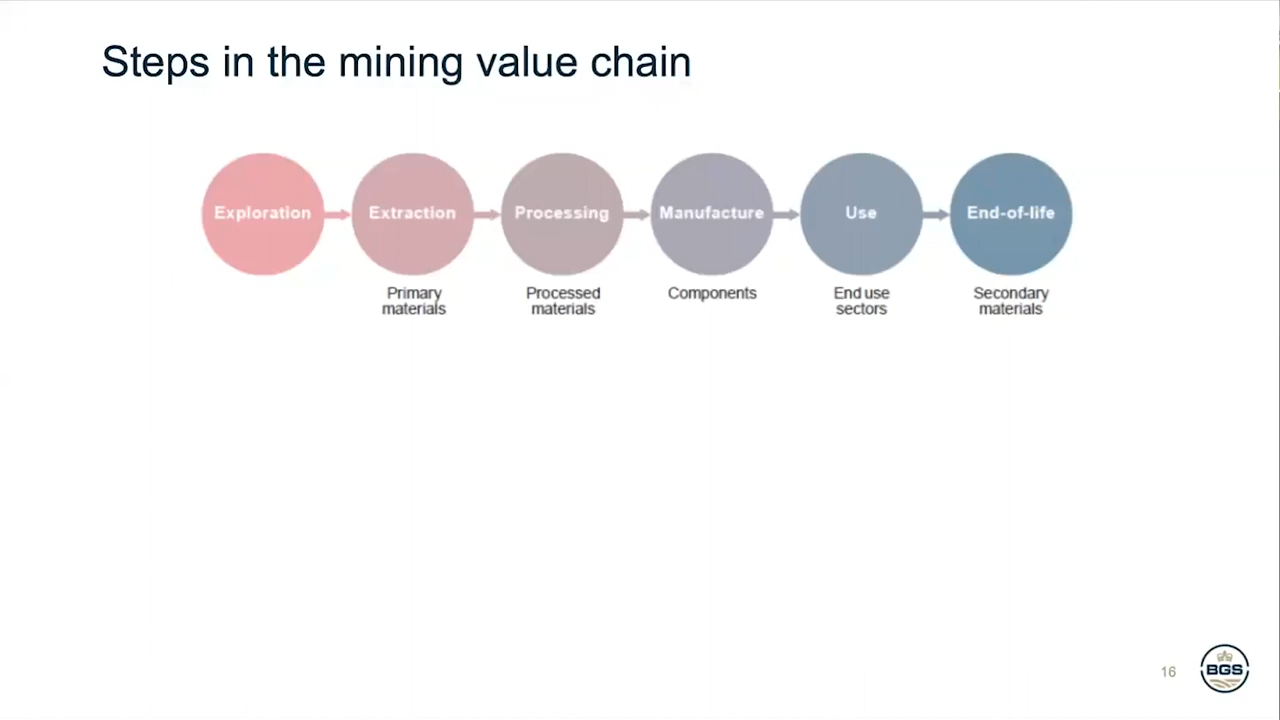 Steps in the mining value chain
Exploration
Extraction
Processing
Manufacture
Use
End-of-life
Primary
materials
Processed
materials
Components
End use
sectors
Secondary
materials
16
BGS